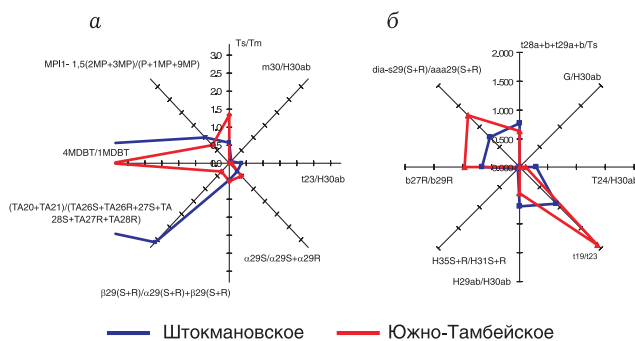 а
б
Ts/Tm
t28a+b+t29a+b/Ts
MPI1- 1,5(2MP+3MP)/(P+1MP+9MP)
m30/H30ab
dia-s29(S+R)/aaa29(S+R)
G/H30ab
3.0
2.5
2.0
1.5
1.0
0.5
0.0
2.000
1.500
1.000
0.500
0.000
4MDBT/1MDBT
t23/H30ab
b27R/b29R
T24/H30ab
(TA20+TA21)/(TA26S+TA26R+27S+TA
28S+TA27R+TA28R)
α29S/α29S+α29R
H35S+R/H31S+R
t19/t23
H29ab/H30ab
β29(S+R)/α29(S+R)+β29(S+R)
Штокмановское
Южно-Тамбейское